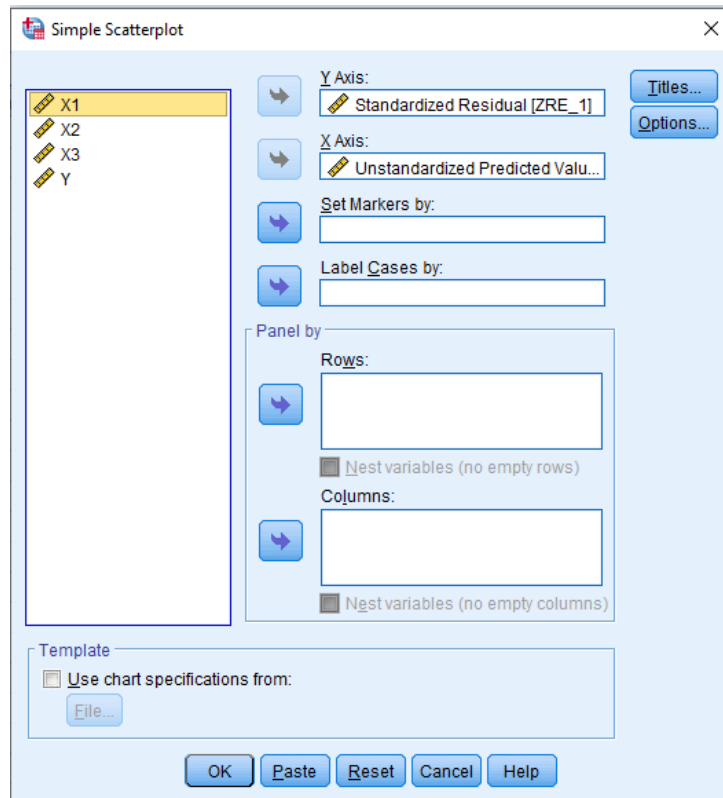 Simple Scatterplot
X1
X2
X3
Y
Y Axis:
Standardized Residual [ZRE_1]
X Axis:
Unstandardized Predicted Valu...
Set Markers by:
Label Cases by:
Panel by
Rows:
Nest variables (no empty rows)
Columns:
Nest variables (no empty columns)
Titles...
Options...
Template
Use chart specifications from:
File...
OK Paste Reset Cancel Help